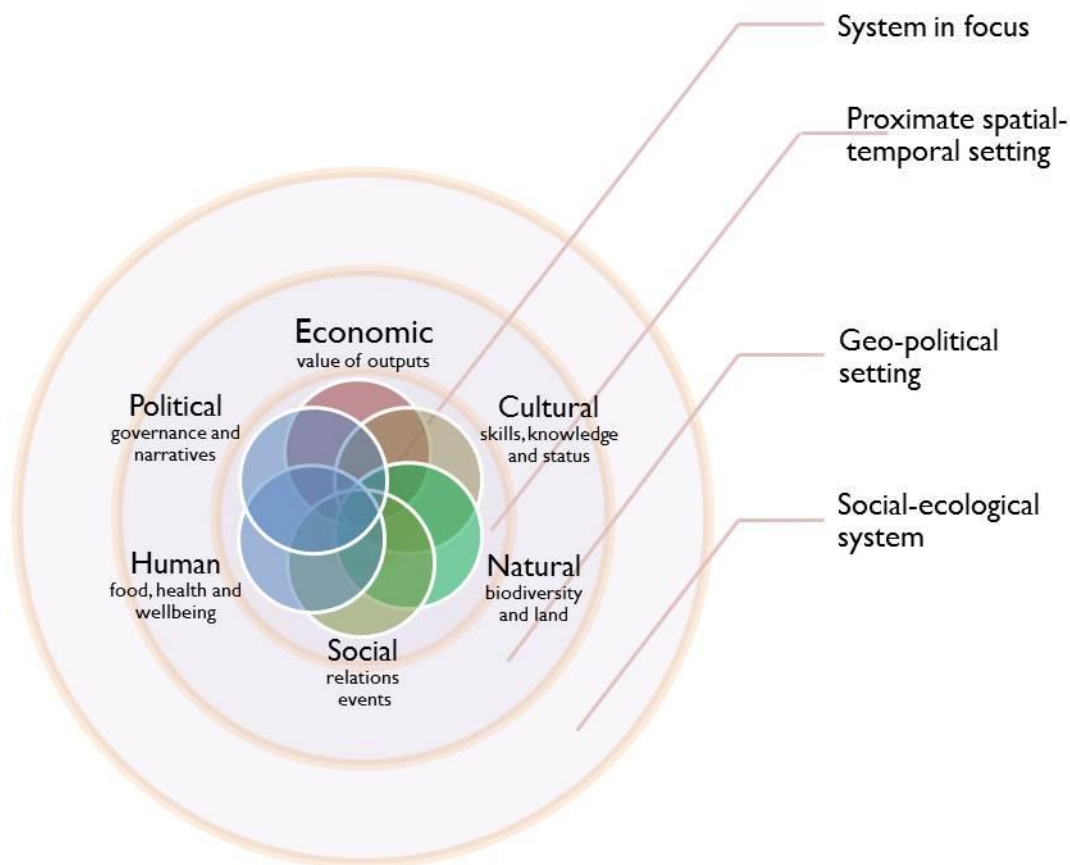 System in focus
Proximate spatial-
temporal setting
Economic
value of outputs
Political
governance and
narratives
Cultural
skills, knowledge
and status
Geo-political
setting
Human
food, health and
wellbeing
Natural
biodiversity
and land
Social-ecological
system
Social
relations
events